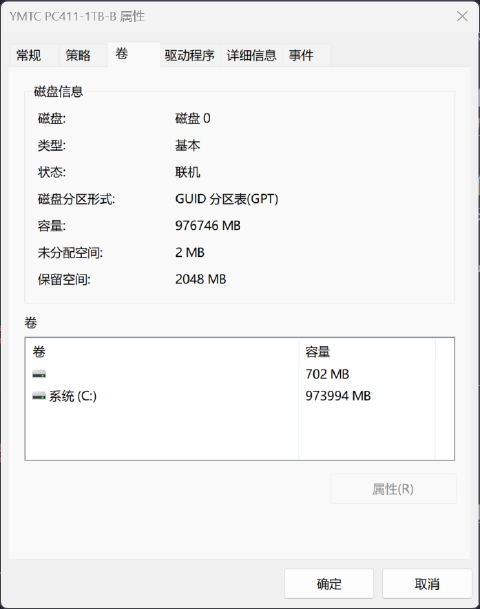 YMTC PC411-1TB-B 属性
常规 策略 卷 驱动程序 详细信息 事件
磁盘信息
磁盘: 磁盘 0
类型: 基本
状态: 联机
磁盘分区形式: GUID 分区表(GPT)
容量: 976746 MB
未分配空间: 2 MB
保留空间: 2048 MB
卷
卷 容量
702 MB
系统 (C:) 973994 MB
属性(R)
确定 取消